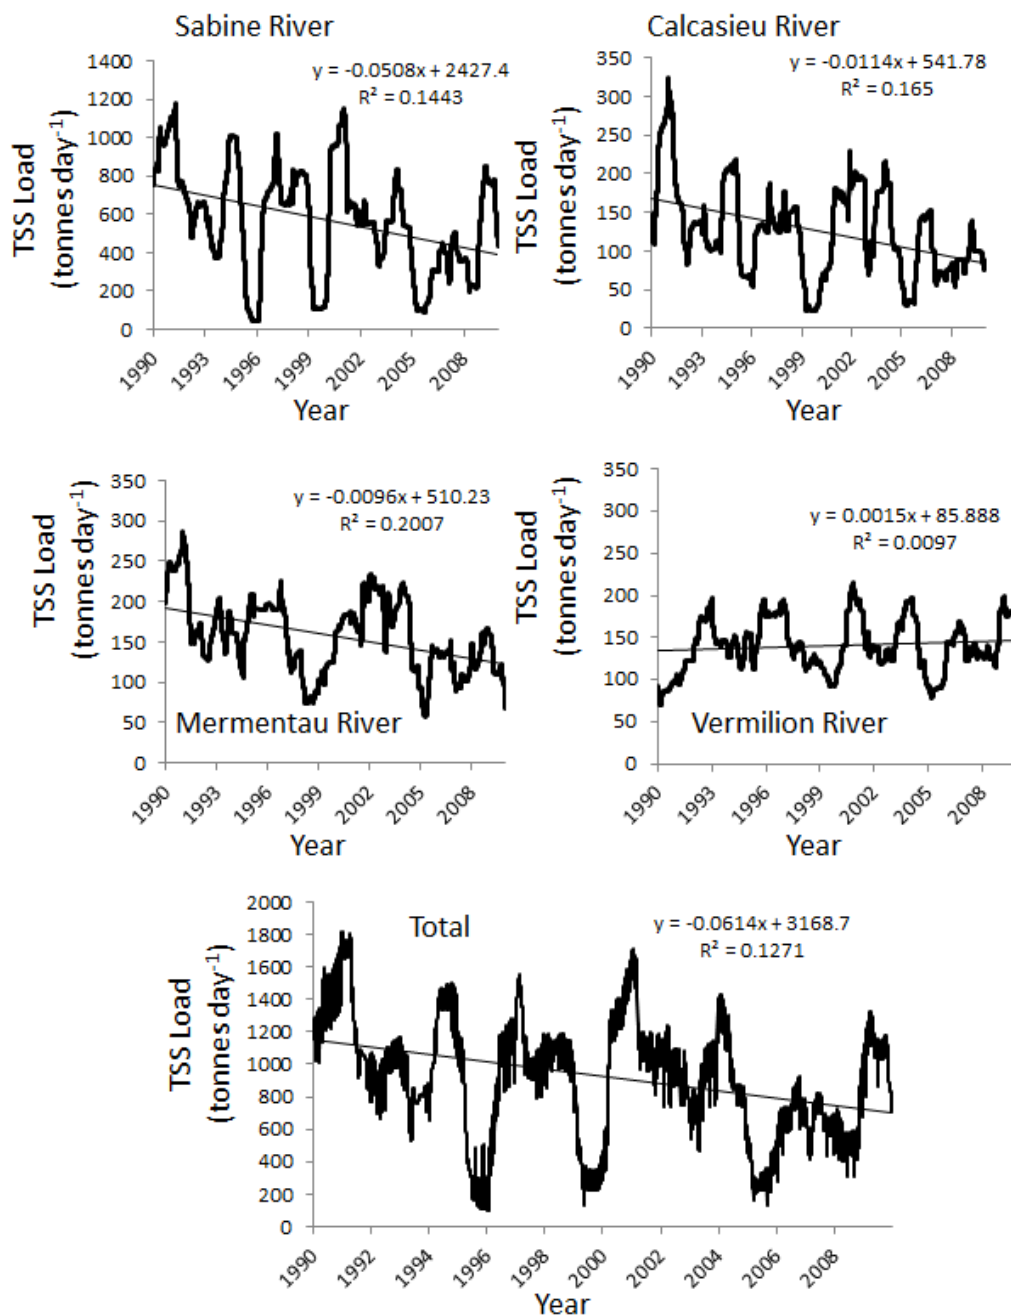 Sabine River
y = -0.0508x + 2427.4
R² = 0.1443
TSS Load
(tonnes day⁻¹)
1400
1200
1000
800
600
400
200
0
1990 1993 1996 1999 2002 2005 2008
Year
Calcasieu River
y = -0.0114x + 541.78
R² = 0.165
TSS Load
(tonnes day⁻¹)
350
300
250
200
150
100
50
0
1990 1993 1996 1999 2002 2005 2008
Year
y = -0.0096x + 510.23
R² = 0.2007
TSS Load
(tonnes day⁻¹)
350
300
250
200
150
100
50
0
Mermentau River
1990 1993 1996 1999 2002 2005 2008
Year
y = 0.0015x + 85.888
R² = 0.0097
TSS Load
(tonnes day⁻¹)
350
300
250
200
150
100
50
0
Vermilion River
1990 1993 1996 1999 2002 2005 2008
Year
Total
y = -0.0614x + 3168.7
R² = 0.1271
TSS Load
(tonnes day⁻¹)
2000
1800
1600
1400
1200
1000
800
600
400
200
0
1990 1992 1994 1996 1998 2000 2002 2004 2006 2008
Year